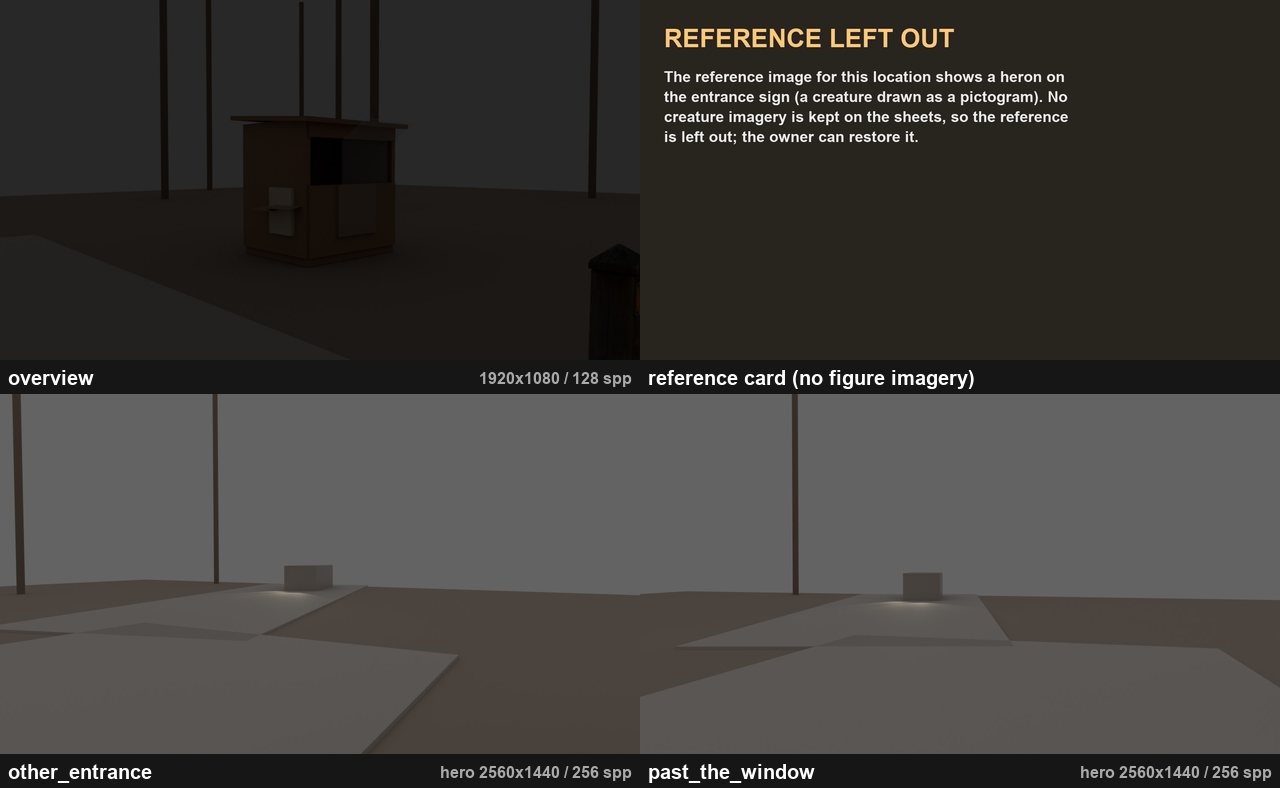 REFERENCE LEFT OUT
The reference image for this location shows a heron on
the entrance sign (a creature drawn as a pictogram). No
creature imagery is kept on the sheets, so the reference
is left out; the owner can restore it.
overview
1920x1080 / 128 spp
reference card (no figure imagery)
other_entrance
hero 2560x1440 / 256 spp
past_the_window
hero 2560x1440 / 256 spp